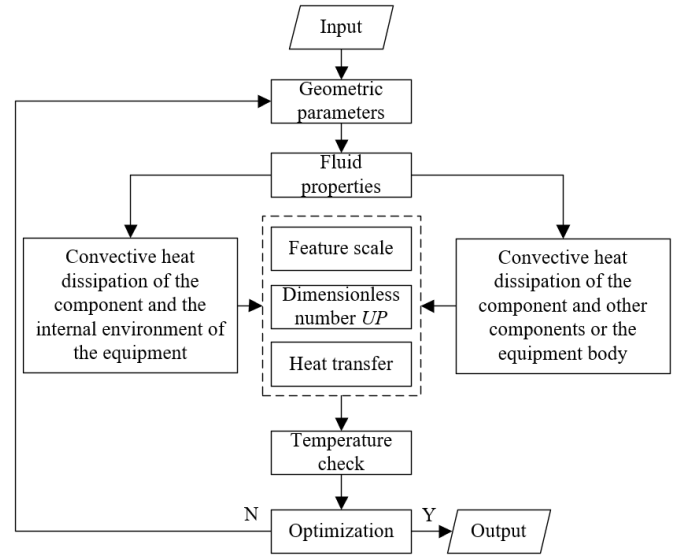 Input
Geometric
parameters
Fluid
properties
Convective heat
dissipation of the
component and the
internal environment of
the equipment
Feature scale
Dimensionless
number UP
Heat transfer
Convective heat
dissipation of the
component and other
components or the
equipment body
Temperature
check
N
Optimization
Y
Output